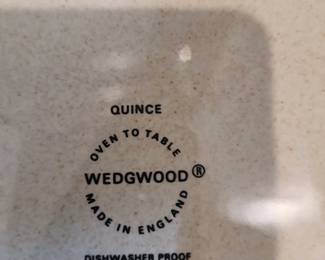 QUINCE
OVEN TO TABLE
WEDGWOOD®
MADE IN ENGLAND
DISHWASHER PROOF